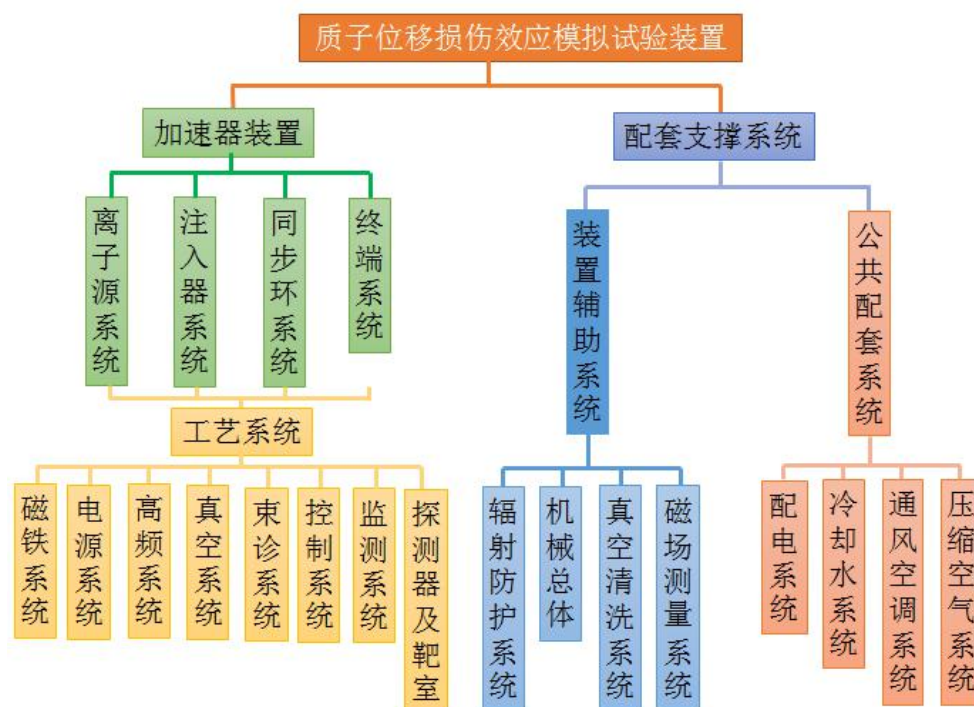 质子位移损伤效应模拟试验装置
加速器装置
配套支撑系统
离子源系统
注入器系统
同步环系统
终端系统
装置辅助系统
公共配套系统
工艺系统
磁铁系统
电源系统
高频系统
真空系统
束诊系统
控制系统
监测系统
探测器及靶室
辐射防护系统
机械总体
真空清洗系统
磁场测量系统
配电系统
冷却水系统
通风空调系统
压缩空气系统